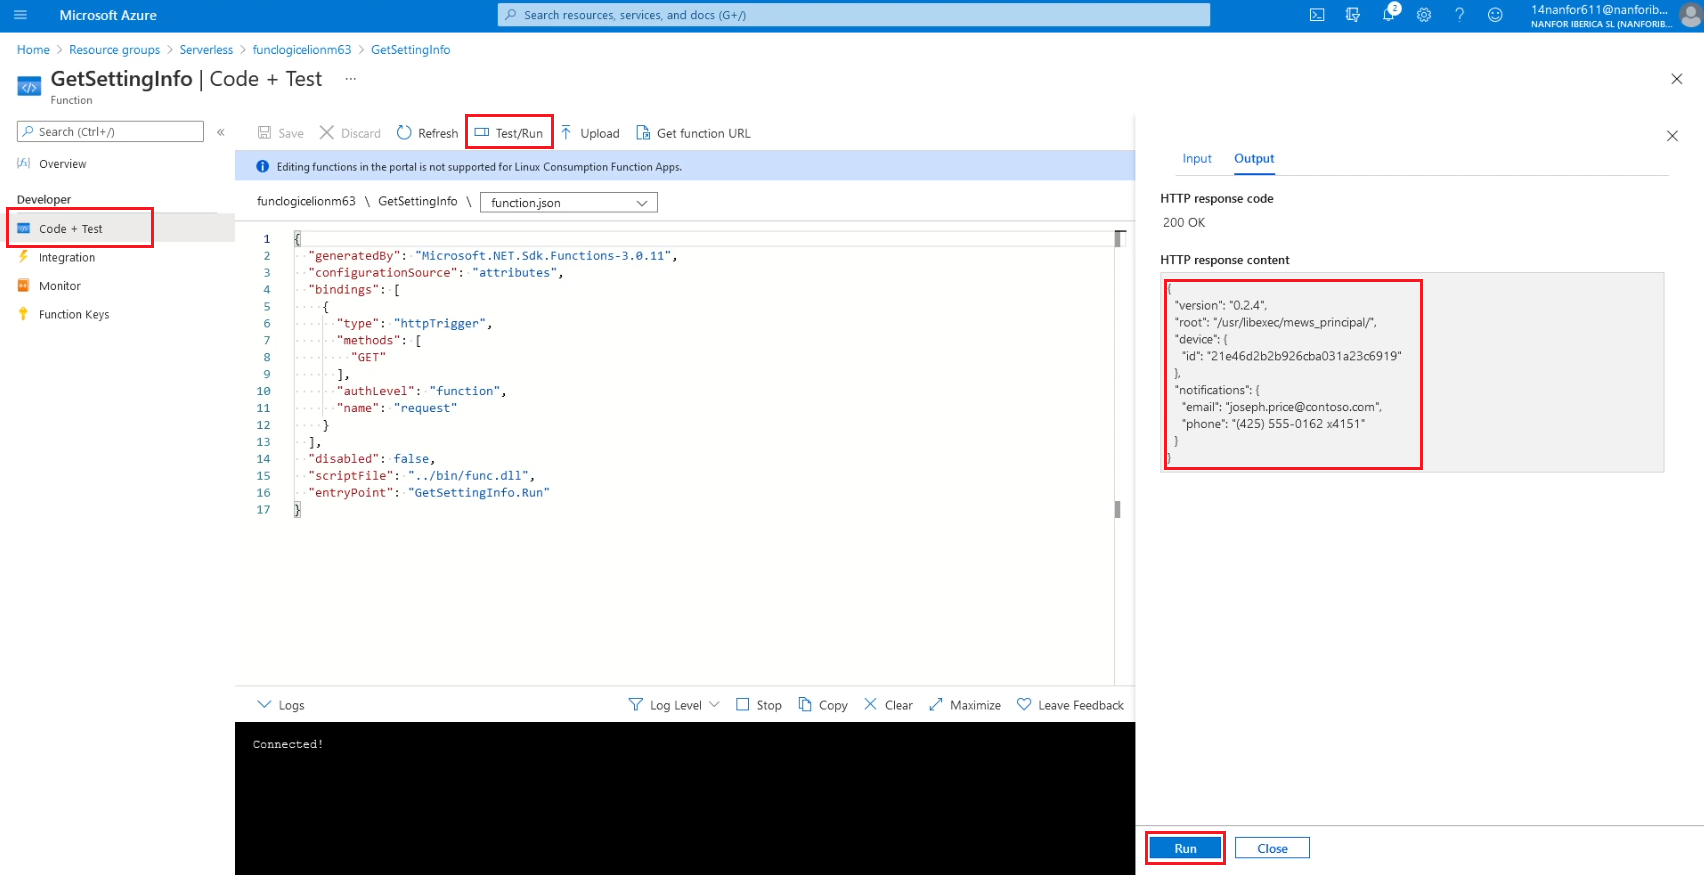 Microsoft Azure
Search resources, services, and docs (G+/)
2
14nanfor611@nanforib...
NANFOR IBERICA SL (NANFORIB...
Home > Resource groups > Serverless > funclogicelionm63 > GetSettingInfo
GetSettingInfo | Code + Test ...
Function
Search (Ctrl+/)
«
Overview
Developer
Code + Test
Integration
Monitor
Function Keys
Save Discard Refresh Test/Run Upload Get function URL
Editing functions in the portal is not supported for Linux Consumption Function Apps.
funclogicelionm63 \ GetSettingInfo \ function.json
1 {
2 "generatedBy": "Microsoft.NET.Sdk.Functions-3.0.11",
3 "configurationSource": "attributes",
4 "bindings": [
5 {
6 "type": "httpTrigger",
7 "methods": [
8 "GET"
9 ],
10 "authLevel": "function",
11 "name": "request"
12 }
13 ],
14 "disabled": false,
15 "scriptFile": "../bin/func.dll",
16 "entryPoint": "GetSettingInfo.Run"
17 }
Logs
Log Level Stop Copy Clear Maximize Leave Feedback
Connected!
Input Output
HTTP response code
200 OK
HTTP response content
{
"version": "0.2.4",
"root": "/usr/libexec/mews_principal/",
"device": {
"id": "21e46d2b2b926cba031a23c6919"
},
"notifications": {
"email": "joseph.price@contoso.com",
"phone": "(425) 555-0162 x4151"
}
}
Run Close